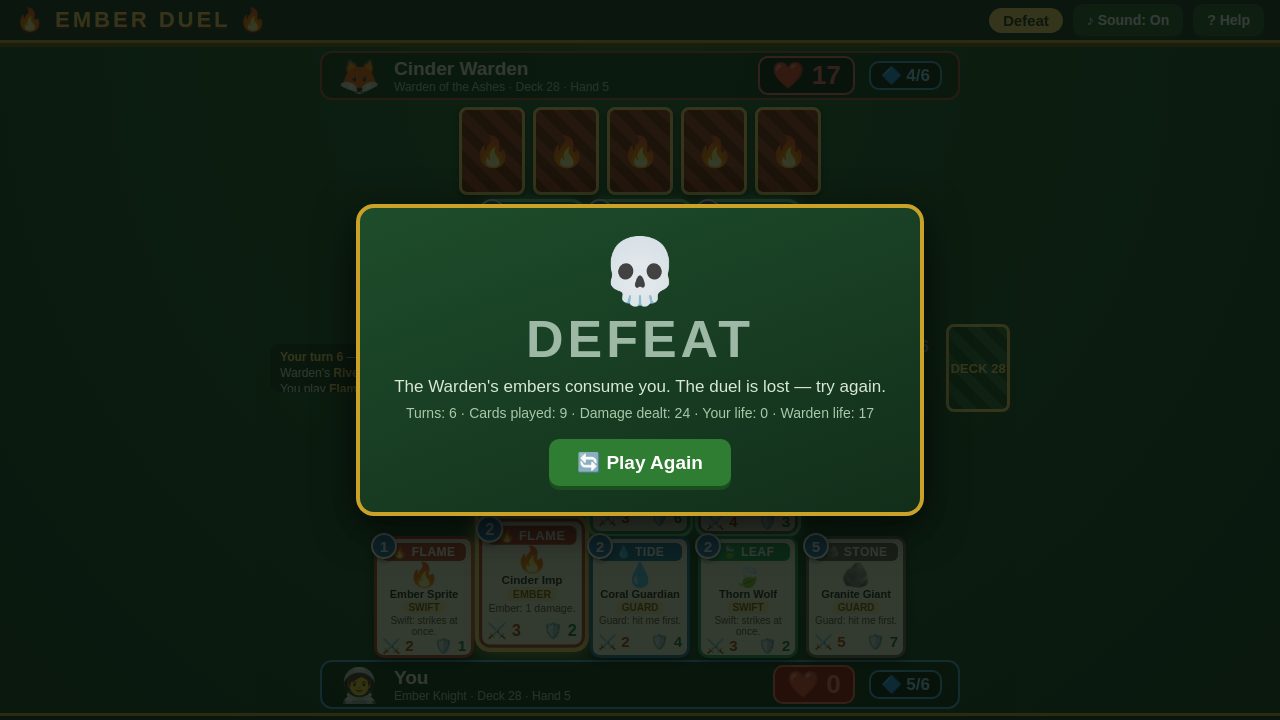 🔥 EMBER DUEL 🔥
Defeat
♪ Sound: On
? Help
Cinder Warden
Warden of the Ashes · Deck 28 · Hand 5
❤️ 17
🔷 4/6
DEFEAT
The Warden's embers consume you. The duel is lost — try again.
Turns: 6 · Cards played: 9 · Damage dealt: 24 · Your life: 0 · Warden life: 17
🔄 Play Again
Your turn 6 —
Warden's
You play
DECK 28
3 6
4 3
1
FLAME
Ember Sprite
SWIFT
Swift: strikes at
once.
2 1
2
FLAME
Cinder Imp
EMBER
Ember: 1 damage.
3 2
2
TIDE
Coral Guardian
GUARD
Guard: hit me first.
2 4
2
LEAF
Thorn Wolf
SWIFT
Swift: strikes at
once.
3 2
5
STONE
Granite Giant
GUARD
Guard: hit me first.
5 7
You
Ember Knight · Deck 28 · Hand 5
❤️ 0
🔷 5/6